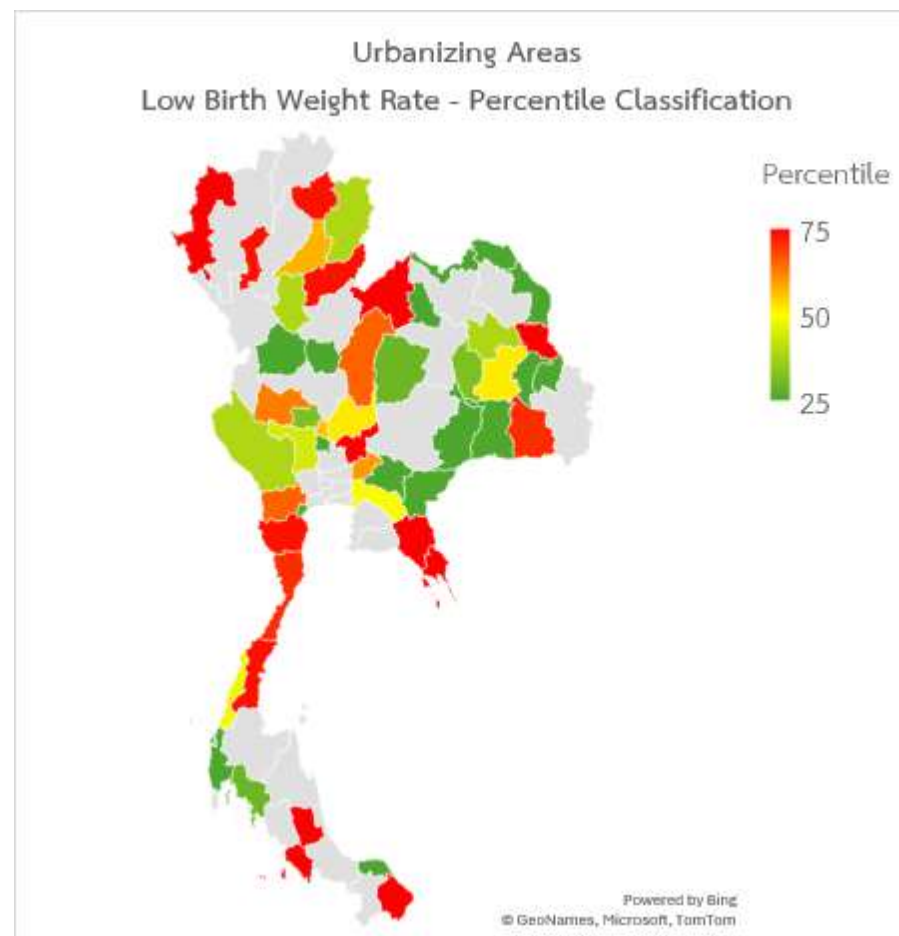 Urbanizing Areas
Low Birth Weight Rate - Percentile Classification
Percentile
75
50
25
Powered by Bing
© GeoNames, Microsoft, TomTom